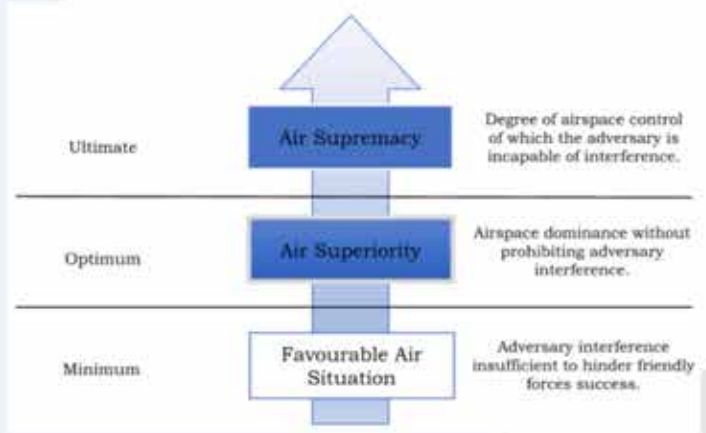 Ultimate
Air Supremacy
Degree of airspace control
of which the adversary is
incapable of interference.
Optimum
Air Superiority
Airspace dominance without
prohibiting adversary
interference.
Minimum
Favourable Air
Situation
Adversary interference
insufficient to hinder friendly
forces success.